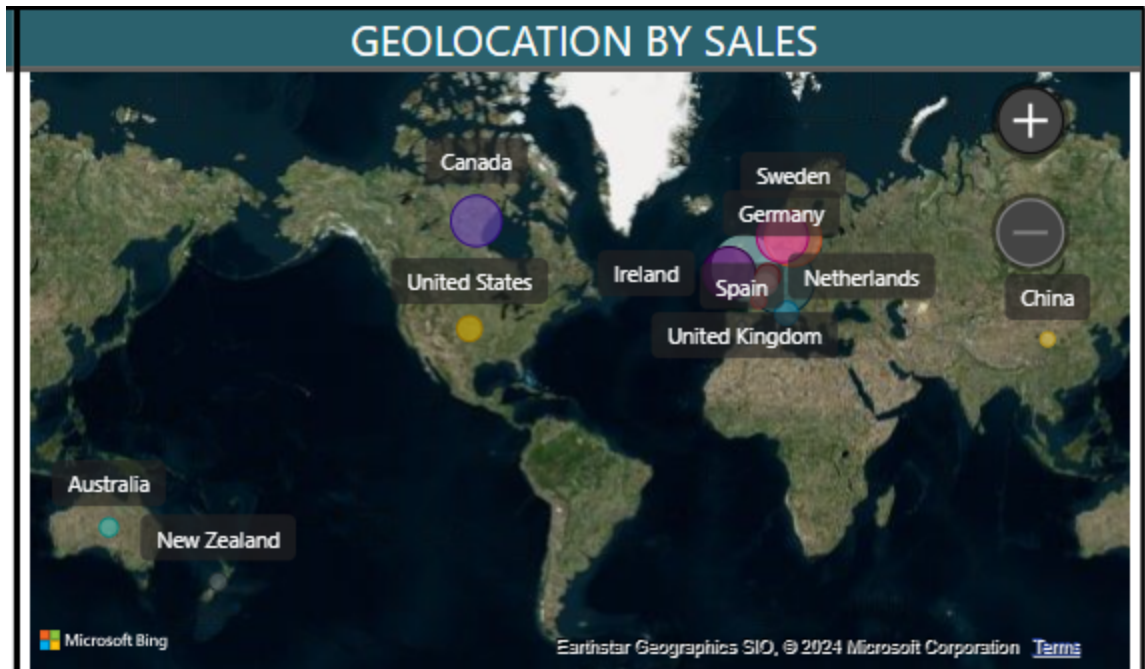 GEOLOCATION BY SALES
Canada
Sweden
Germany
United States
Ireland
Spain
Netherlands
China
United Kingdom
Australia
New Zealand
Microsoft Bing
Earthstar Geographics SIO, © 2024 Microsoft Corporation Terms